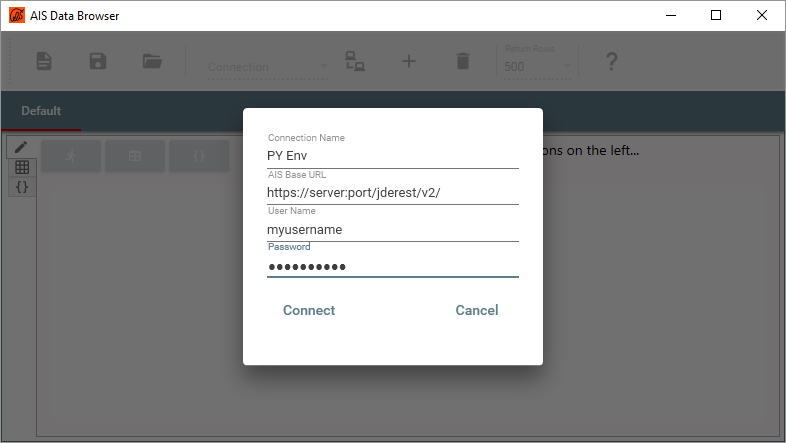 AIS Data Browser
Connection
Return Rows
500
?
Default
{}
ons on the left...
{}
Connection Name
PY Env
AIS Base URL
https://server:port/jderest/v2/
User Name
myusername
Password
●●●●●●●●●●
Connect
Cancel